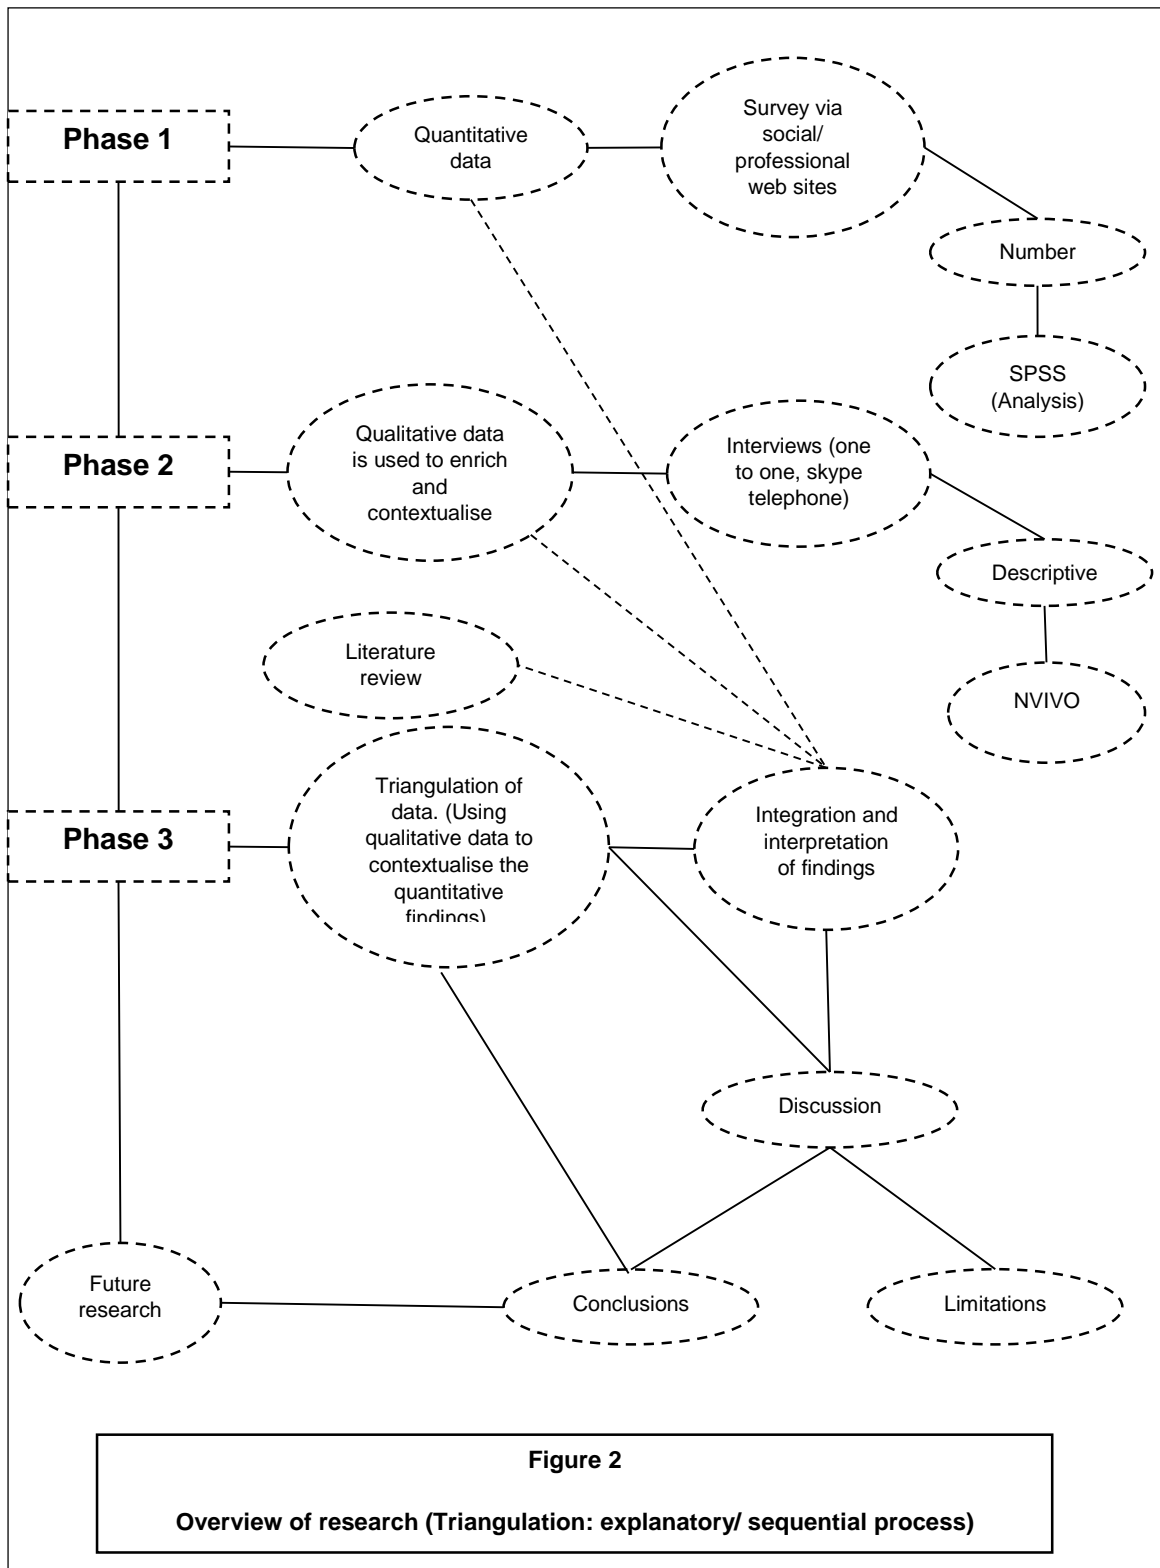 Phase 1
Quantitative
data
Survey via
social/
professional
web sites
Number
SPSS
(Analysis)
Phase 2
Qualitative data
is used to enrich
and
contextualise
Interviews (one
to one, skype
telephone)
Descriptive
NVIVO
Literature
review
Phase 3
Triangulation of
data. (Using
qualitative data to
contextualise the
quantitative
findings)
Integration and
interpretation
of findings
Discussion
Future
research
Conclusions
Limitations
Figure 2
Overview of research (Triangulation: explanatory/ sequential process)